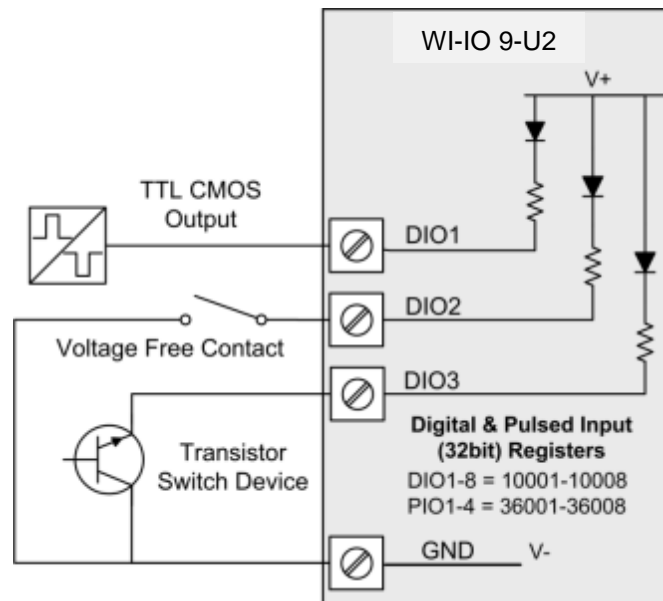 WI-IO 9-U2
V+
TTL CMOS
Output
DIO1
DIO2
Voltage Free Contact
DIO3
Transistor
Switch Device
Digital & Pulsed Input
(32bit) Registers
DIO1-8 = 10001-10008
PIO1-4 = 36001-36008
GND
V-